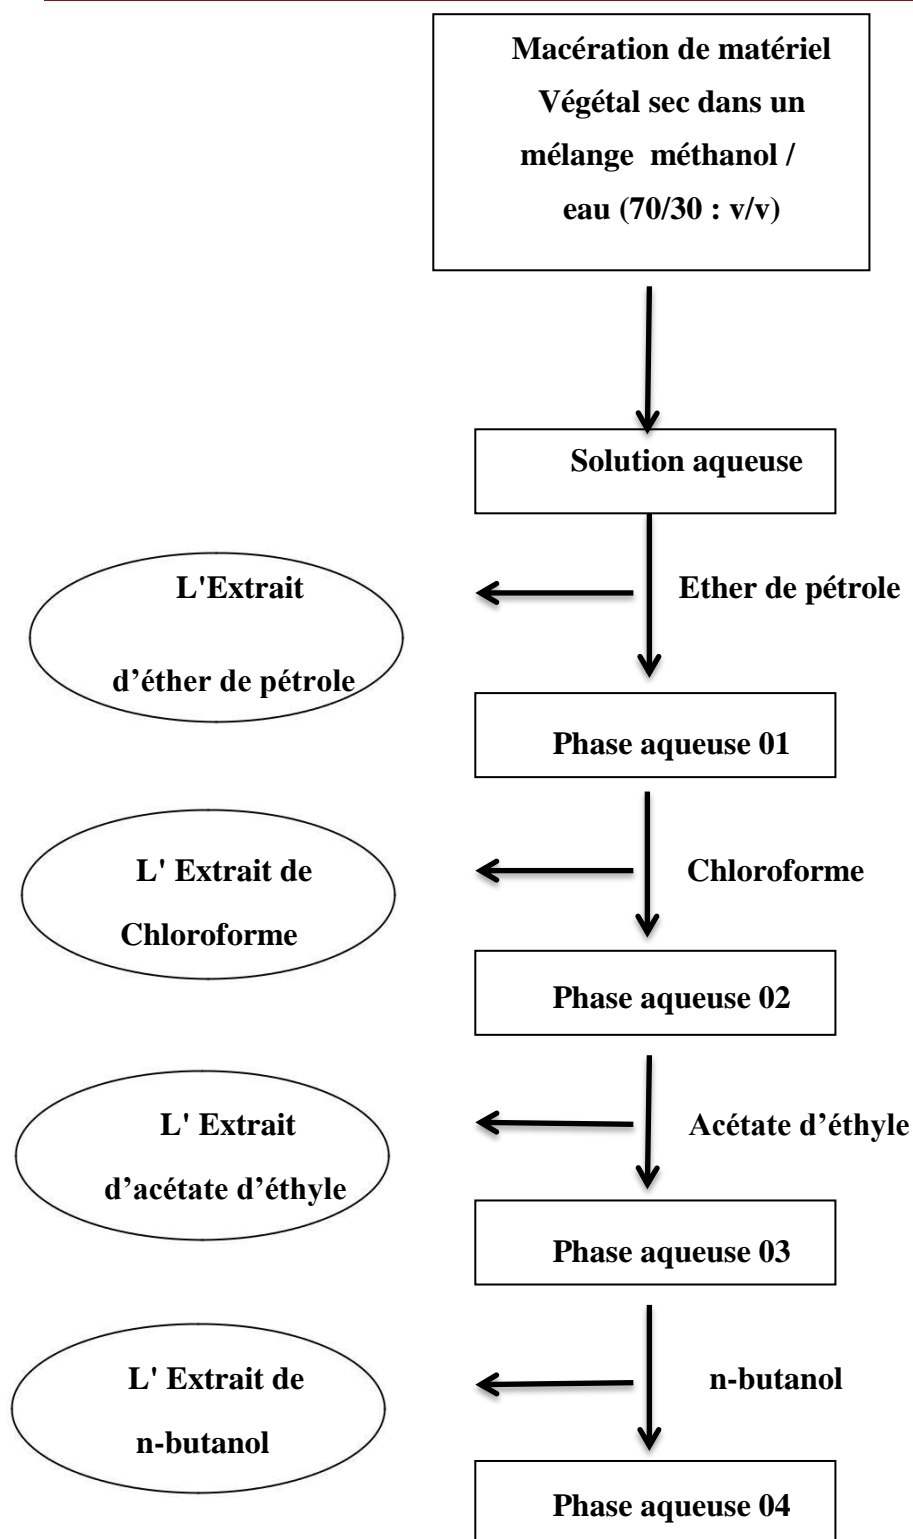 Macération de matériel
Végétal sec dans un
mélange méthanol /
eau (70/30 : v/v)
Solution aqueuse
L'Extrait
d’éther de pétrole
Ether de pétrole
Phase aqueuse 01
L' Extrait de
Chloroforme
Chloroforme
Phase aqueuse 02
L' Extrait
d’acétate d’éthyle
Acétate d’éthyle
Phase aqueuse 03
L' Extrait de
n-butanol
n-butanol
Phase aqueuse 04